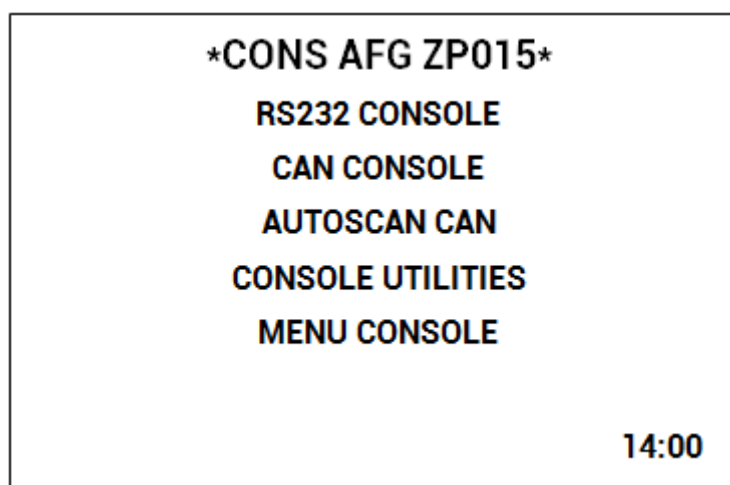 *CONS AFG ZP015*
RS232 CONSOLE
CAN CONSOLE
AUTOSCAN CAN
CONSOLE UTILITIES
MENU CONSOLE
14:00